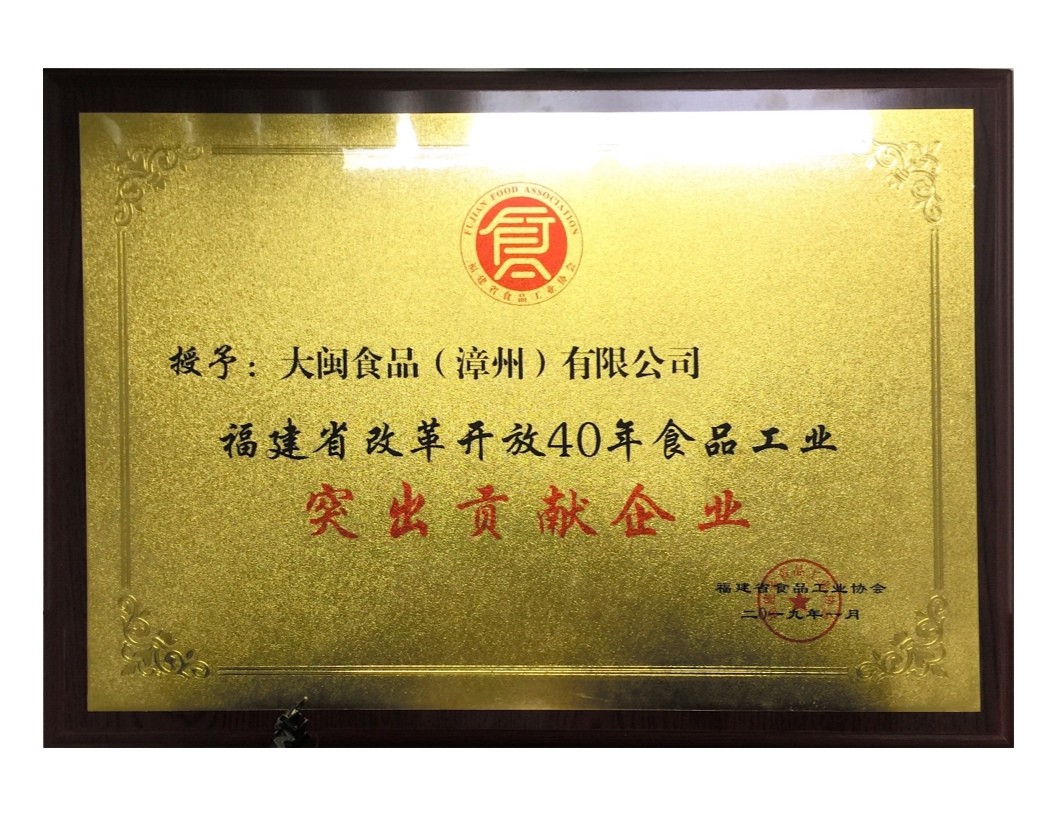 FUJIAN FOOD ASSOCIATION
食
福建省食品工业协会
授予：大闽食品（漳州）有限公司
福建省改革开放40年食品工业
突出贡献企业
福建省食品工业协会
二〇一九年一月